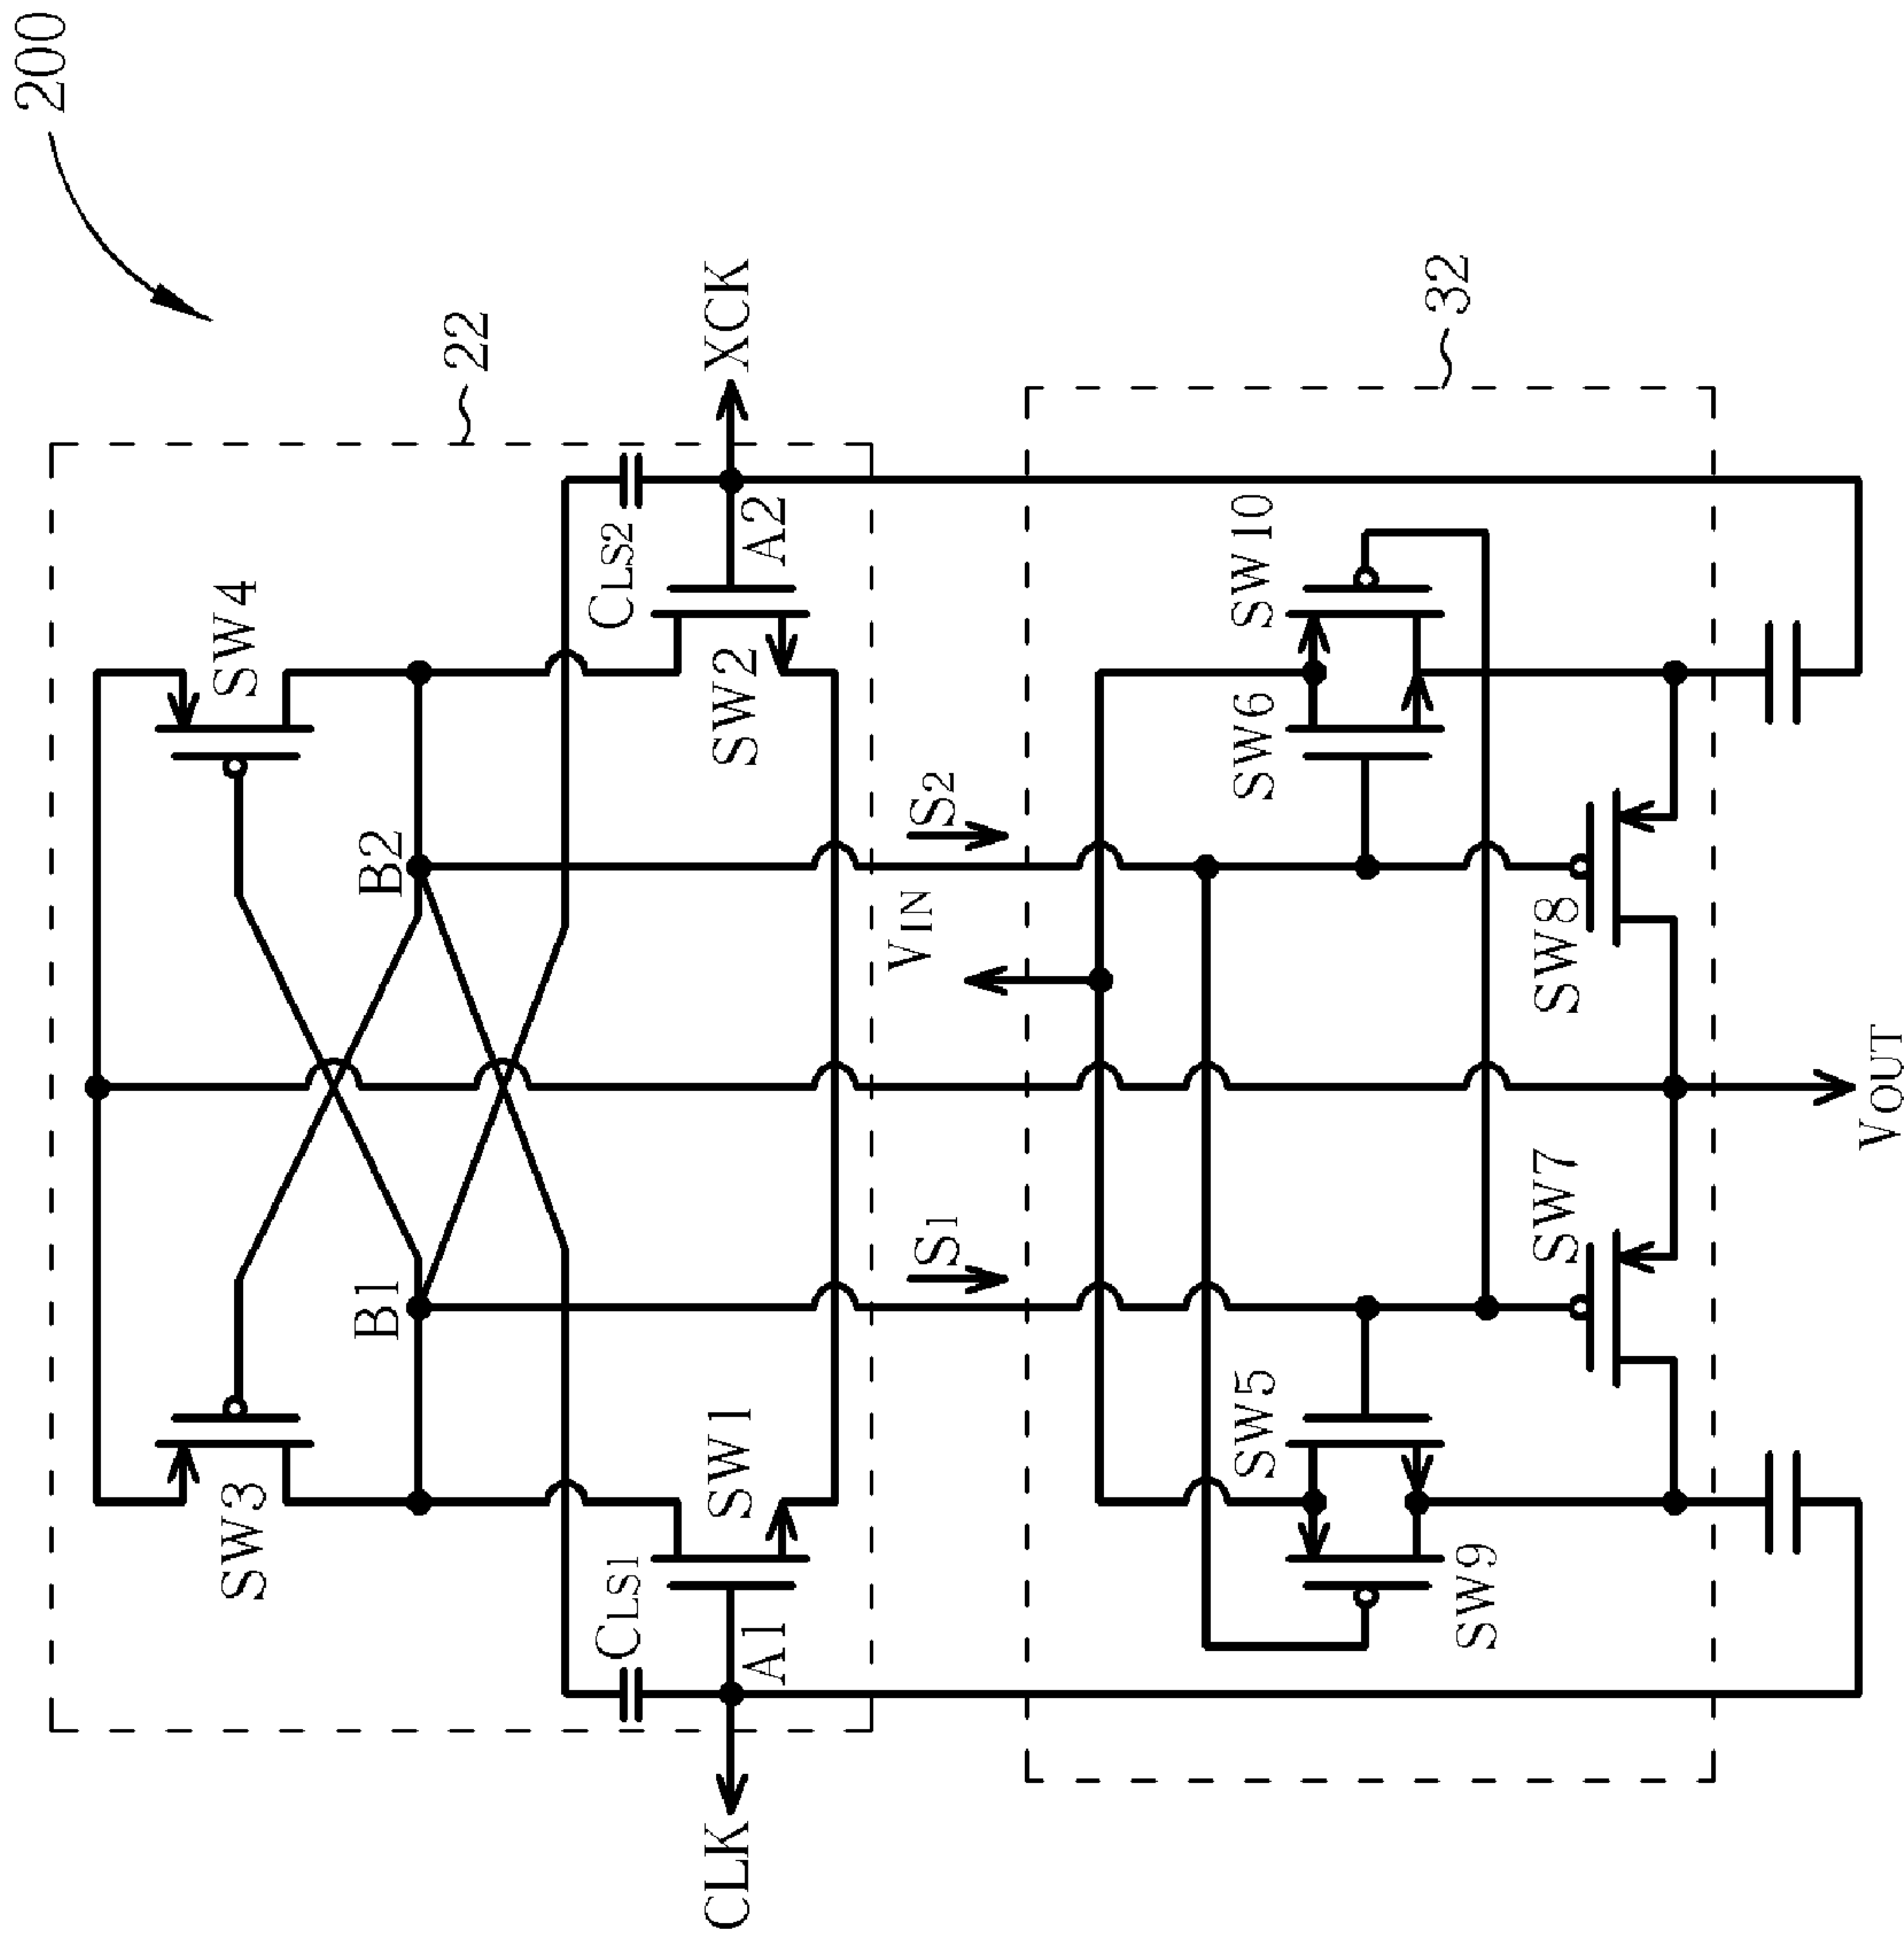 200
22
SW3
SW4
B1
B2
CLS1
CLS2
SW1
SW2
A1
A2
CLK
XCK
S1
VIN
S2
32
SW5
SW6
SW9
SW10
SW7
SW8
VOUT